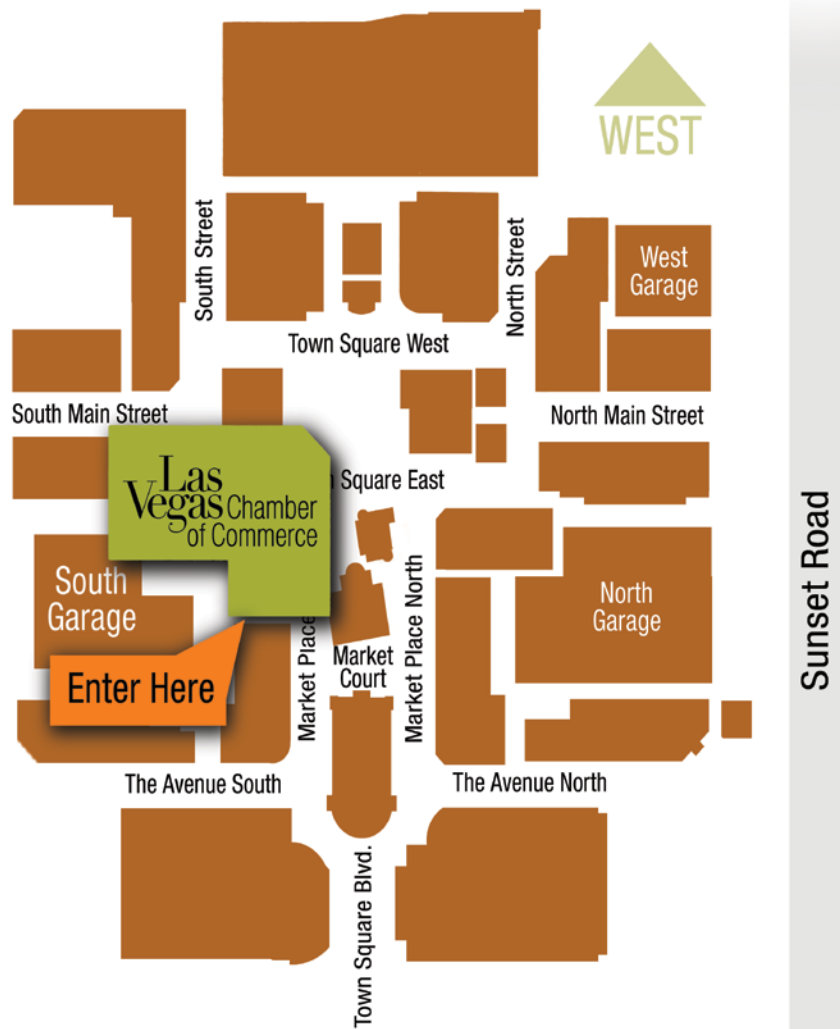 WEST
South Street
North Street
West
Garage
Town Square West
South Main Street
North Main Street
Las
Vegas Chamber
of Commerce
Square East
South
Garage
North
Garage
Sunset Road
Market Place
Market Place North
Market
Court
Enter Here
The Avenue South
The Avenue North
Town Square Blvd.